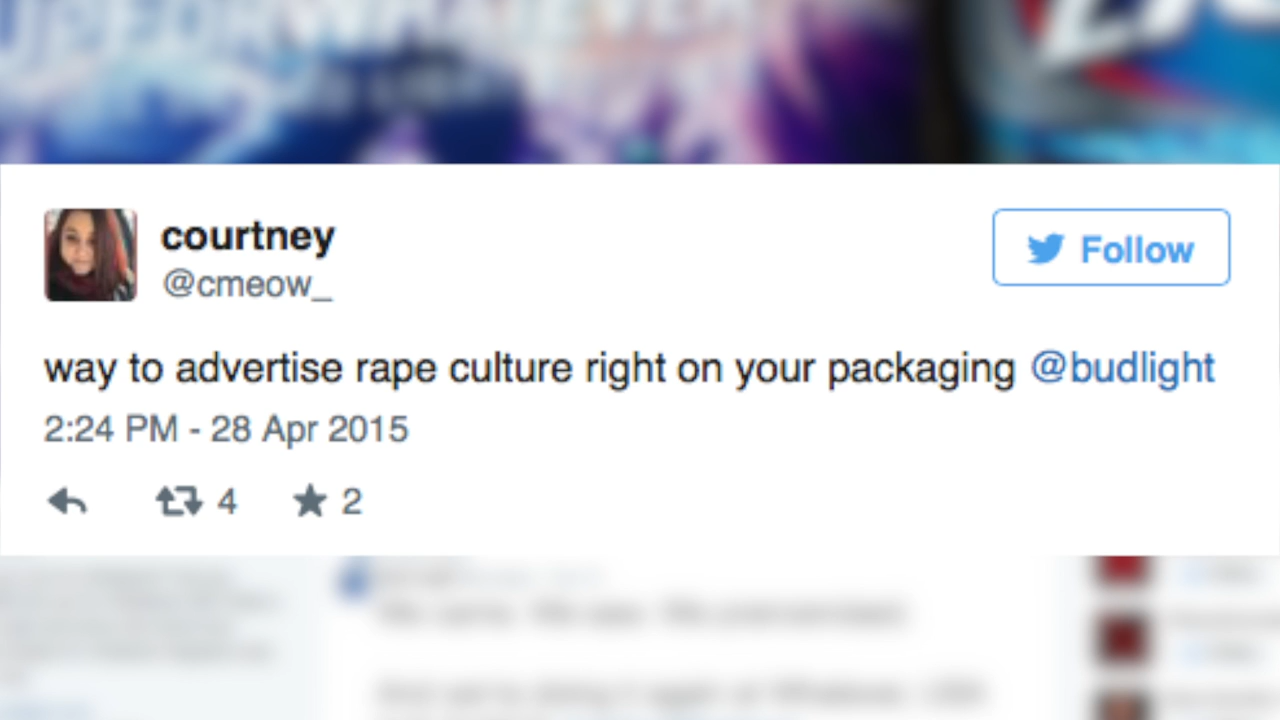 UPFORWHATEVER
courtney
@cmeow_
Follow
way to advertise rape culture right on your packaging @budlight
2:24 PM - 28 Apr 2015
4
2